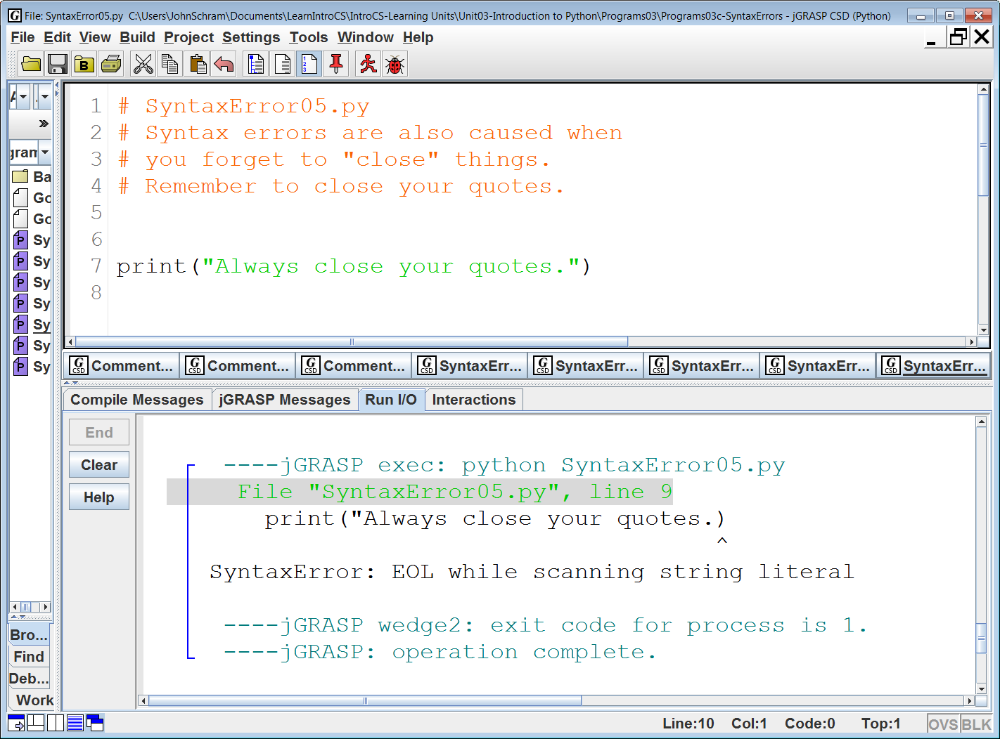 File: SyntaxError05.py  C:\Users\JohnSchram\Documents\LearnIntroCS\IntroCS-Learning Units\Unit03-Introduction to Python\Programs03\Programs03c-SyntaxErrors - jGRASP CSD (Python)
File Edit View Build Project Settings Tools Window Help
1 # SyntaxError05.py
2 # Syntax errors are also caused when
3 # you forget to "close" things.
4 # Remember to close your quotes.
5
6
7 print("Always close your quotes.")
8
gram
Ba
Go
Go
Sy
Sy
Sy
Sy
Sy
Sy
Sy
Comment... Comment... Comment... SyntaxErr... SyntaxErr... SyntaxErr... SyntaxErr... SyntaxErr...
Compile Messages jGRASP Messages Run I/O Interactions
End
Clear
Help
----jGRASP exec: python SyntaxError05.py
File "SyntaxError05.py", line 9
print("Always close your quotes.)
^
SyntaxError: EOL while scanning string literal
----jGRASP wedge2: exit code for process is 1.
----jGRASP: operation complete.
Bro...
Find
Deb...
Work
Line:10 Col:1 Code:0 Top:1 OVS BLK